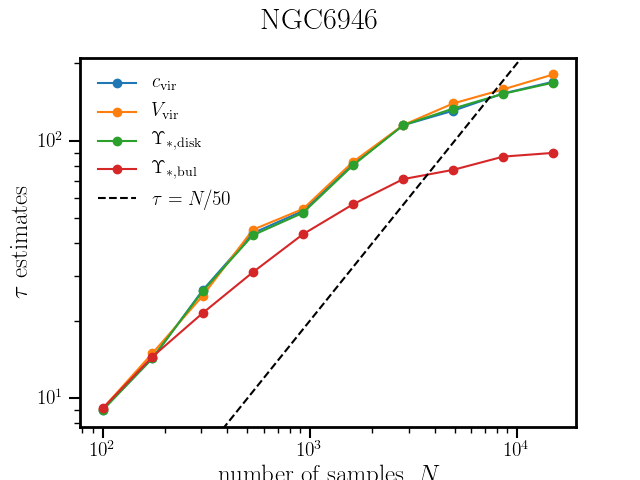 NGC6946
c_vir
V_vir
Υ_*,disk
Υ_*,bul
τ = N/50
τ estimates
10^2
10^1
10^2
10^3
10^4
number of samples, N